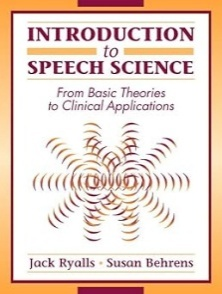 INTRODUCTION
to
SPEECH SCIENCE
From Basic Theories
to Clinical Applications
Jack Ryalls • Susan Behrens